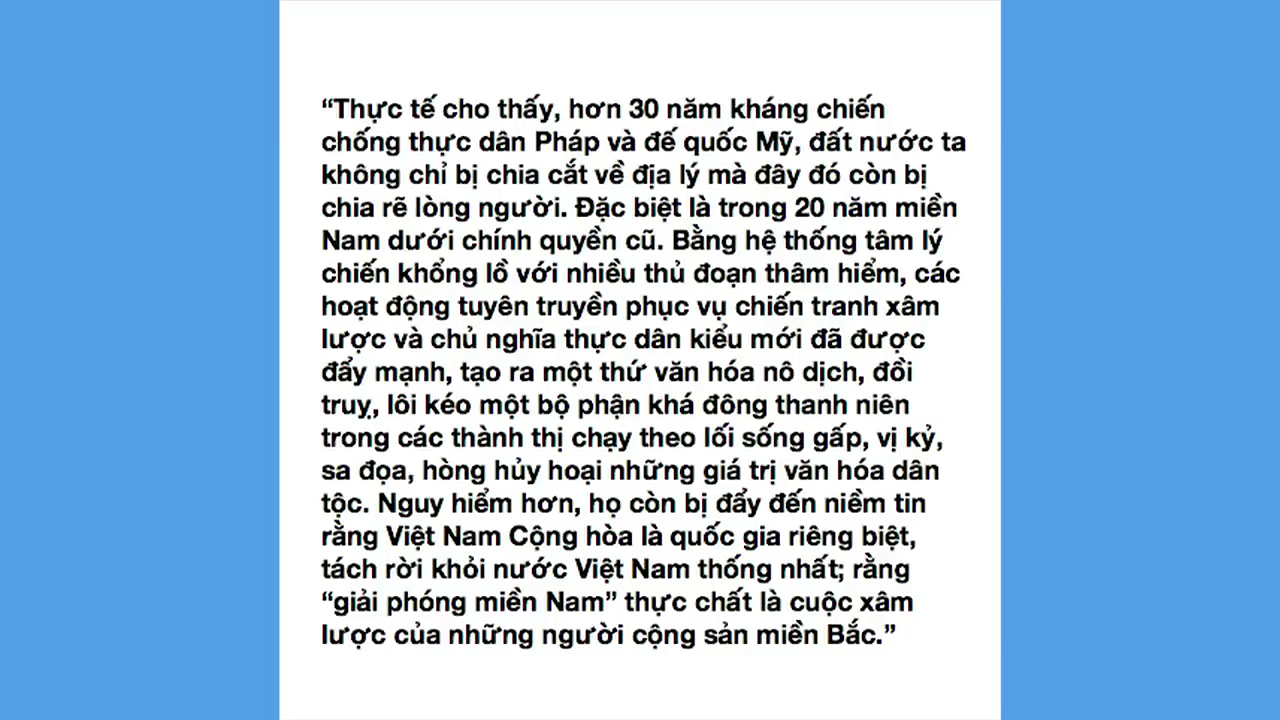 “Thực tế cho thấy, hơn 30 năm kháng chiến
chống thực dân Pháp và đế quốc Mỹ, đất nước ta
không chỉ bị chia cắt về địa lý mà đây đó còn bị
chia rẽ lòng người. Đặc biệt là trong 20 năm miền
Nam dưới chính quyền cũ. Bằng hệ thống tâm lý
chiến khổng lồ với nhiều thủ đoạn thâm hiểm, các
hoạt động tuyên truyền phục vụ chiến tranh xâm
lược và chủ nghĩa thực dân kiểu mới đã được
đẩy mạnh, tạo ra một thứ văn hóa nô dịch, đồi
truỵ, lôi kéo một bộ phận khá đông thanh niên
trong các thành thị chạy theo lối sống gấp, vị kỷ,
sa đọa, hòng hủy hoại những giá trị văn hóa dân
tộc. Nguy hiểm hơn, họ còn bị đẩy đến niềm tin
rằng Việt Nam Cộng hòa là quốc gia riêng biệt,
tách rời khỏi nước Việt Nam thống nhất; rằng
“giải phóng miền Nam” thực chất là cuộc xâm
lược của những người cộng sản miền Bắc.”